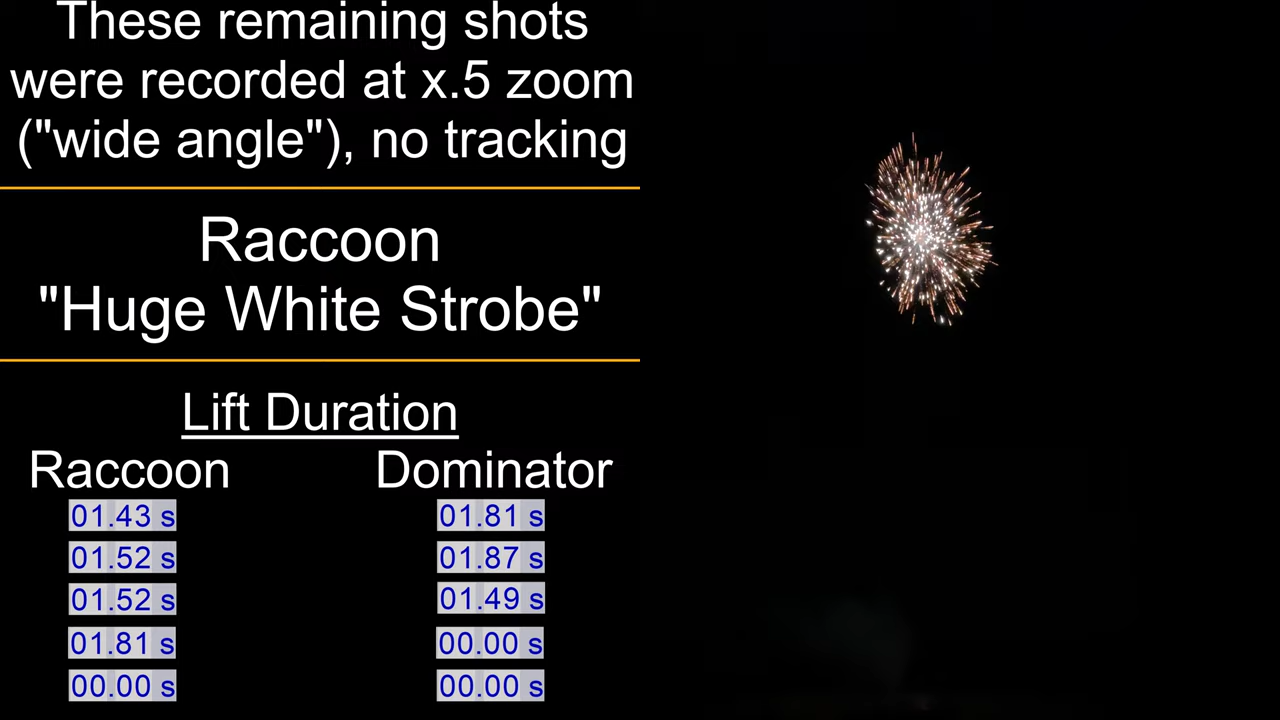 These remaining shots
were recorded at x.5 zoom
("wide angle"), no tracking
Raccoon
"Huge White Strobe"
Lift Duration
Raccoon Dominator
01.43 s 01.81 s
01.52 s 01.87 s
01.52 s 01.49 s
01.81 s 00.00 s
00.00 s 00.00 s